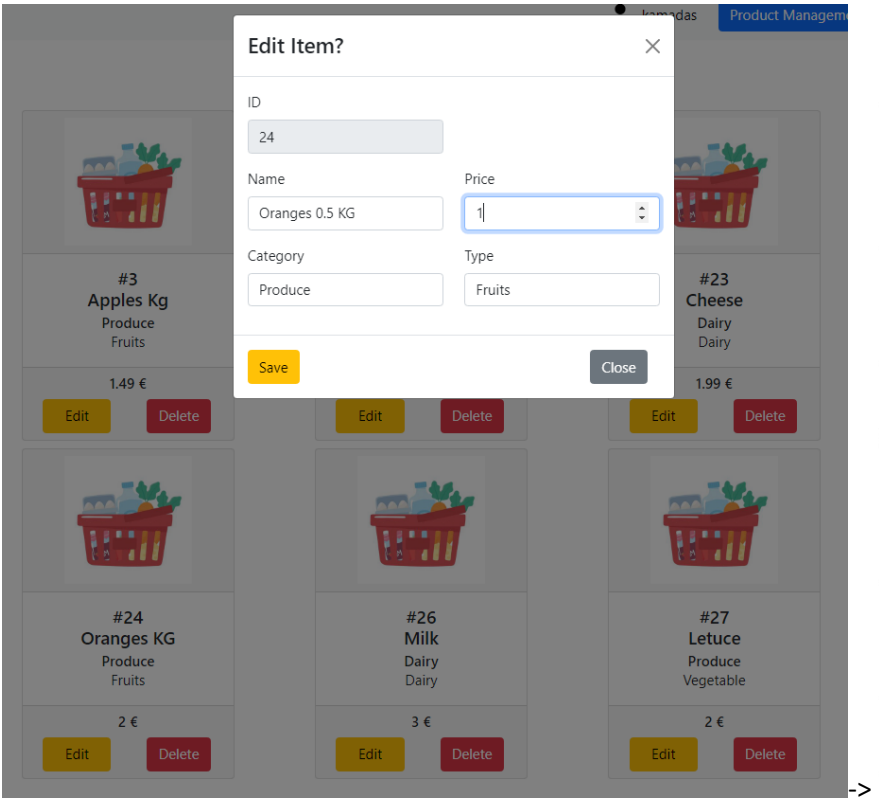 kamadas Product Manageme
Edit Item?
ID
24
Name Price
Oranges 0.5 KG 1
Category Type
Produce Fruits
Save Close
#3 #23
Apples Kg Cheese
Produce Dairy
Fruits Dairy
1.49 € 1.99 €
Edit Delete Edit Delete Edit Delete
#24 #26 #27
Oranges KG Milk Letuce
Produce Dairy Produce
Fruits Dairy Vegetable
2 € 3 € 2 €
Edit Delete Edit Delete Edit Delete
->